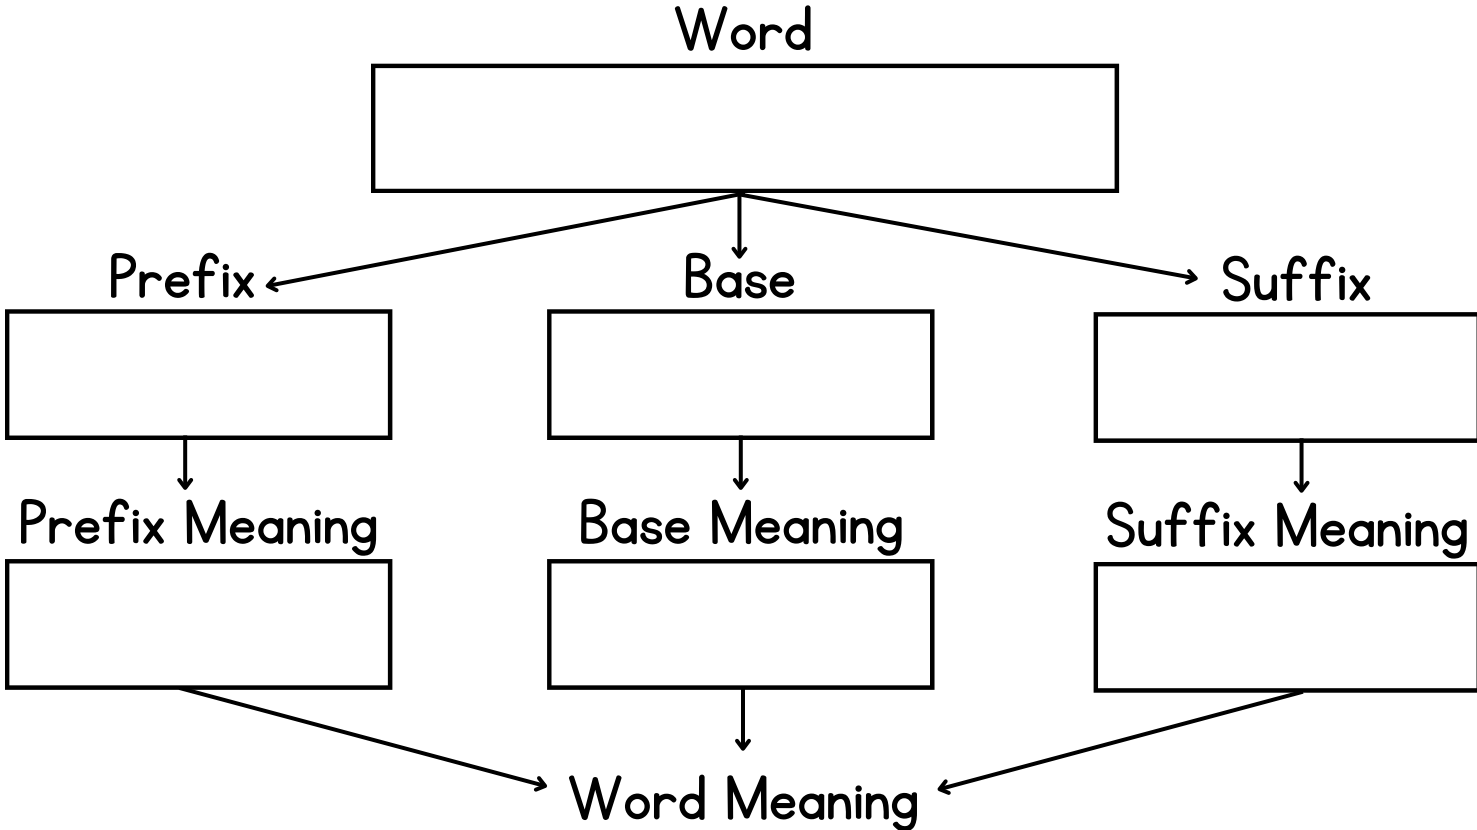 Word
Prefix
Base
Suffix
Prefix Meaning
Base Meaning
Suffix Meaning
Word Meaning